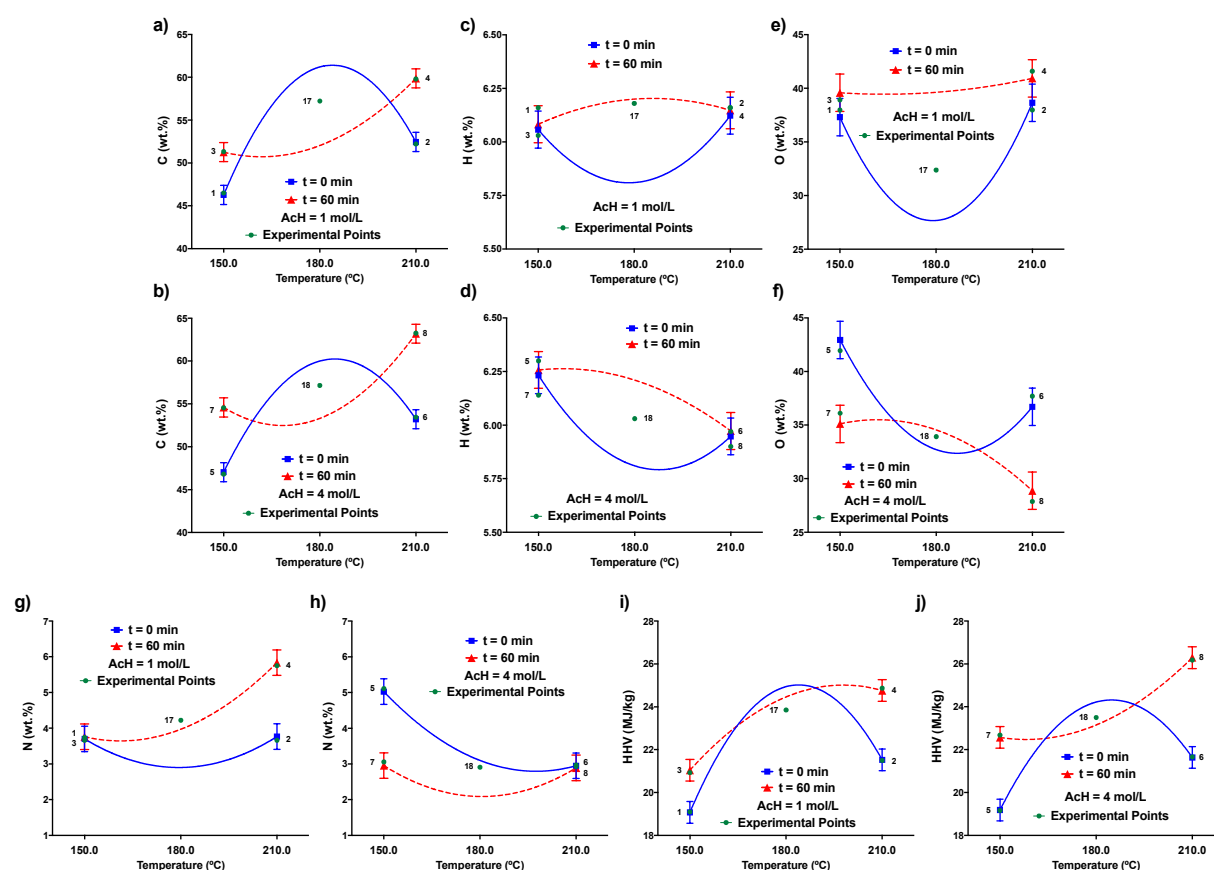 a)
C (wt.%)
65
60
55
50
45
40
17
4
3
2
1
t = 0 min
t = 60 min
AcH = 1 mol/L
Experimental Points
150.0
180.0
210.0
Temperature (ºC)
c)
H (wt.%)
6.50
6.25
6.00
5.75
5.50
t = 0 min
t = 60 min
1
3
17
2
4
AcH = 1 mol/L
Experimental Points
150.0
180.0
210.0
Temperature (ºC)
e)
O (wt.%)
45
40
35
30
25
t = 0 min
t = 60 min
3
1
4
2
AcH = 1 mol/L
Experimental Points
17
150.0
180.0
210.0
Temperature (ºC)
b)
C (wt.%)
65
60
55
50
45
40
8
18
7
6
5
t = 0 min
t = 60 min
AcH = 4 mol/L
Experimental Points
150.0
180.0
210.0
Temperature (ºC)
d)
H (wt.%)
6.50
6.25
6.00
5.75
5.50
t = 0 min
t = 60 min
5
7
18
6
8
AcH = 4 mol/L
Experimental Points
150.0
180.0
210.0
Temperature (ºC)
f)
O (wt.%)
45
40
35
30
25
5
7
18
6
8
t = 0 min
t = 60 min
AcH = 4 mol/L
Experimental Points
150.0
180.0
210.0
Temperature (ºC)
g)
N (wt.%)
7
6
5
4
3
2
1
t = 0 min
t = 60 min
AcH = 1 mol/L
Experimental Points
4
17
1
3
2
150.0
180.0
210.0
Temperature (ºC)
h)
N (wt.%)
7
6
5
4
3
2
1
t = 0 min
t = 60 min
AcH = 4 mol/L
Experimental Points
5
7
18
6
8
150.0
180.0
210.0
Temperature (ºC)
i)
HHV (MJ/kg)
28
26
24
22
20
18
4
17
3
2
1
t = 0 min
t = 60 min
AcH = 1 mol/L
Experimental Points
150.0
180.0
210.0
Temperature (ºC)
j)
HHV (MJ/kg)
28
26
24
22
20
18
8
18
7
6
5
t = 0 min
t = 60 min
AcH = 4 mol/L
Experimental Points
150.0
180.0
210.0
Temperature (ºC)